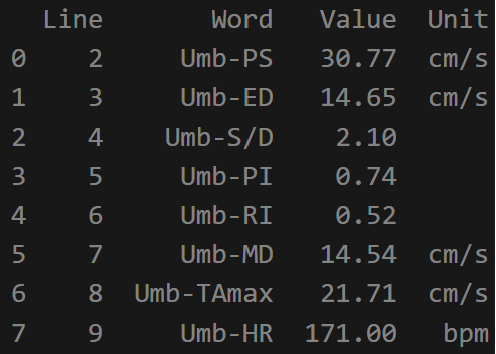 Line Word Value Unit
0 2 Umb-PS 30.77 cm/s
1 3 Umb-ED 14.65 cm/s
2 4 Umb-S/D 2.10
3 5 Umb-PI 0.74
4 6 Umb-RI 0.52
5 7 Umb-MD 14.54 cm/s
6 8 Umb-TAmax 21.71 cm/s
7 9 Umb-HR 171.00 bpm